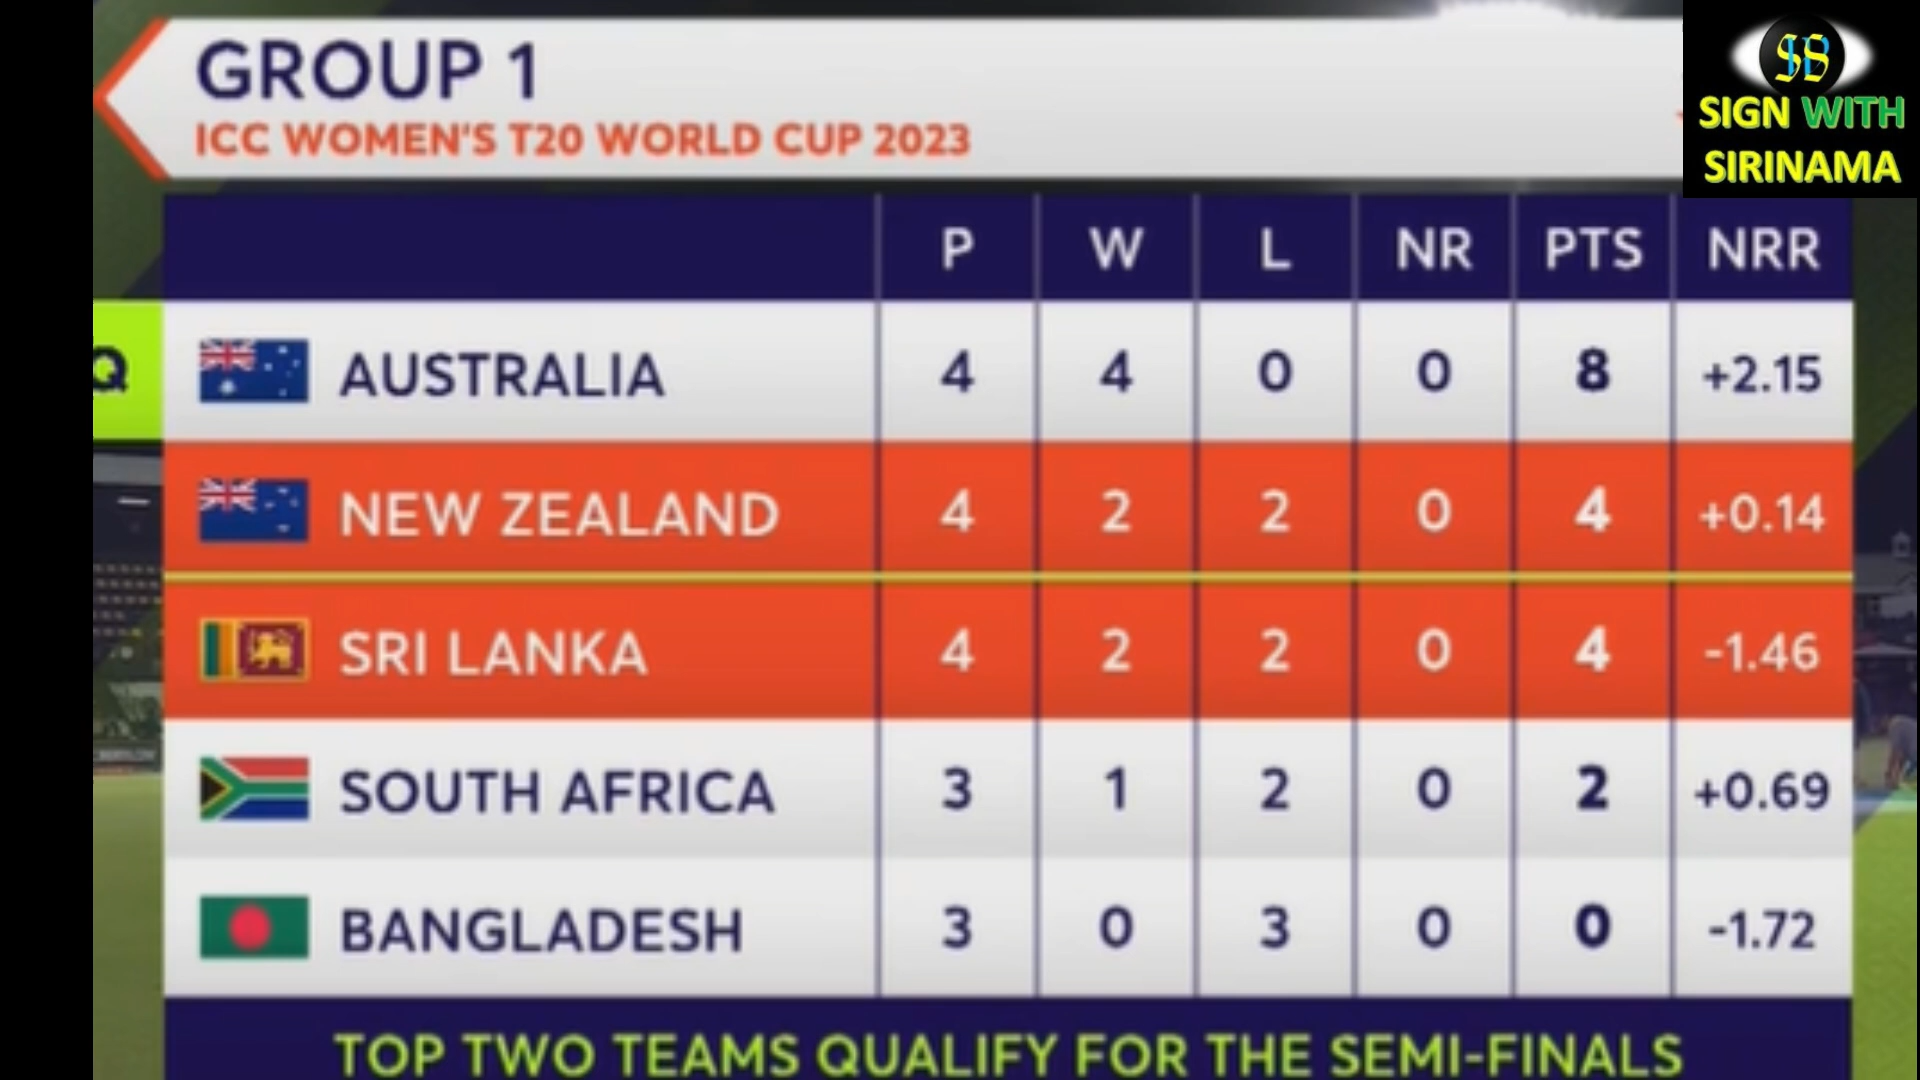 GROUP 1
ICC WOMEN'S T20 WORLD CUP 2023
SIGN WITH
SIRINAMA
P W L NR PTS NRR
Q AUSTRALIA 4 4 0 0 8 +2.15
NEW ZEALAND 4 2 2 0 4 +0.14
SRI LANKA 4 2 2 0 4 -1.46
SOUTH AFRICA 3 1 2 0 2 +0.69
BANGLADESH 3 0 3 0 0 -1.72
TOP TWO TEAMS QUALIFY FOR THE SEMI-FINALS